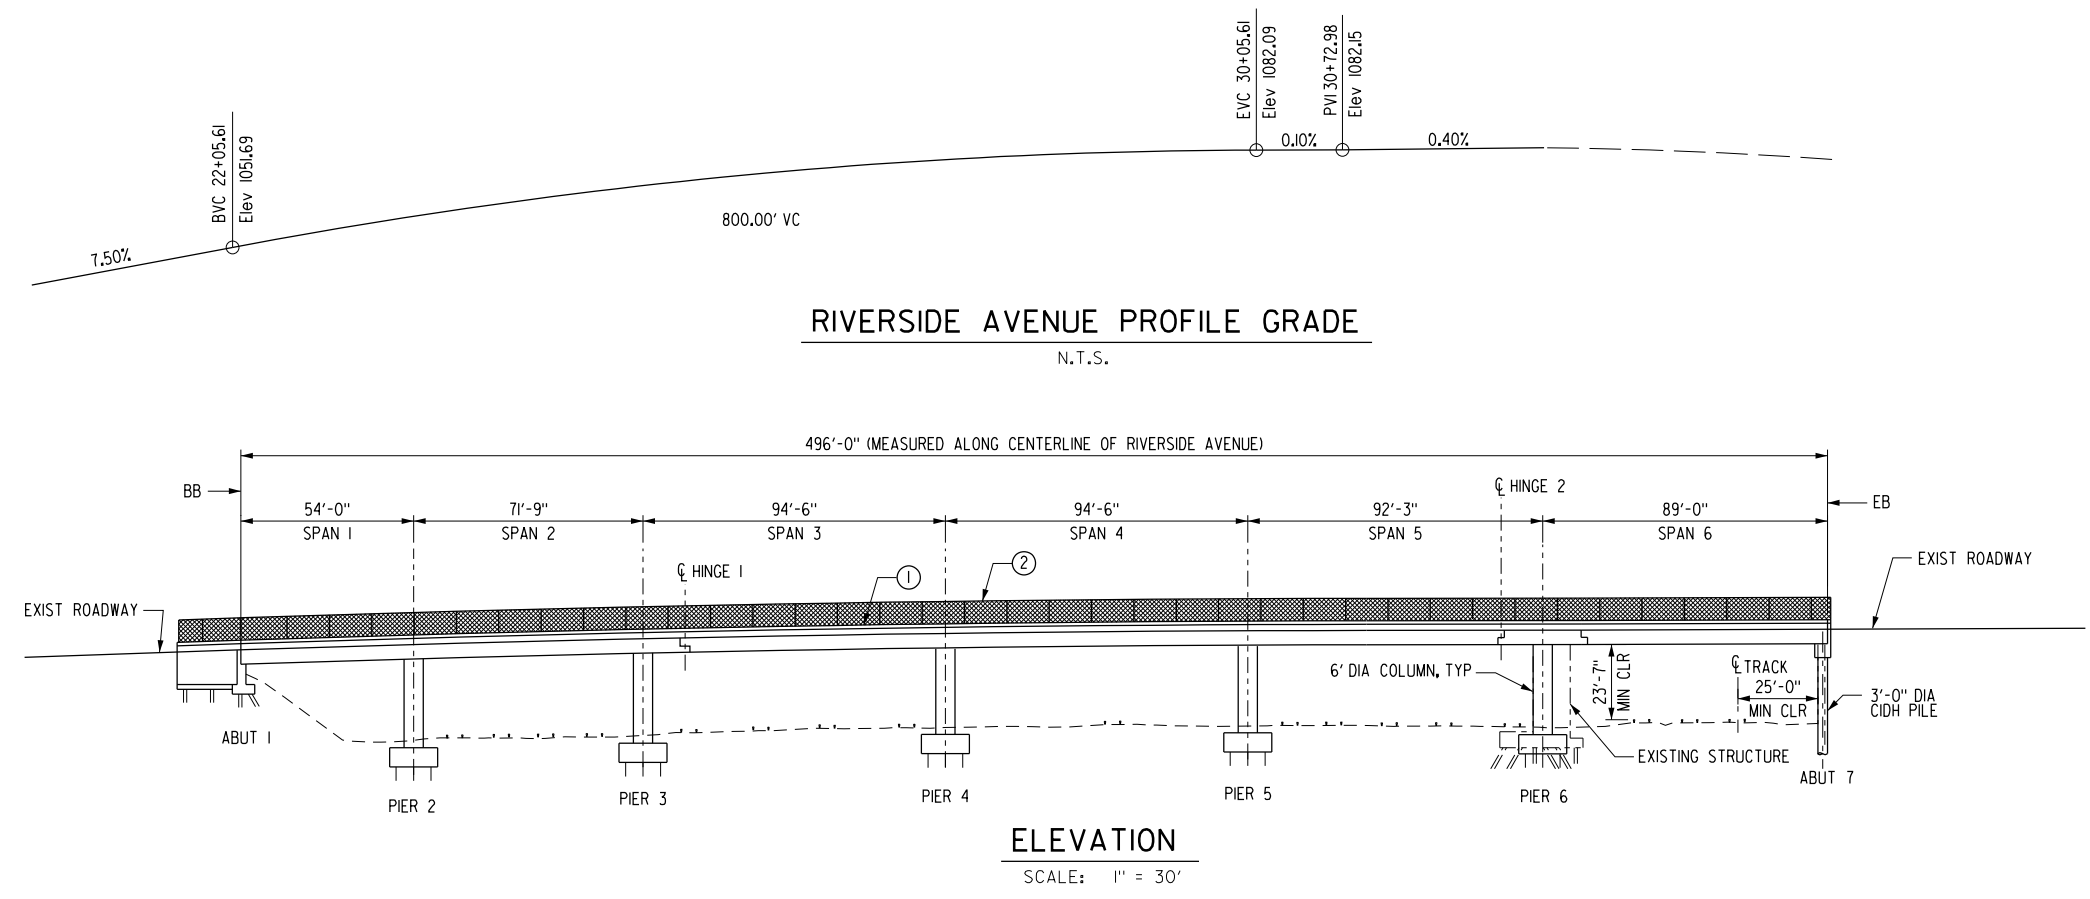 BVC 22+05.61
Elev 1051.69
EVC 30+05.61
Elev 1082.09
PVI 30+72.98
Elev 1082.15
7.50%
800.00' VC
0.10%
0.40%
RIVERSIDE AVENUE PROFILE GRADE
N.T.S.
496'-0" (MEASURED ALONG CENTERLINE OF RIVERSIDE AVENUE)
BB
EB
54'-0"
SPAN 1
71'-9"
SPAN 2
94'-6"
SPAN 3
94'-6"
SPAN 4
92'-3"
SPAN 5
89'-0"
SPAN 6
℄ HINGE 1
℄ HINGE 2
1
2
EXIST ROADWAY
EXIST ROADWAY
6' DIA COLUMN, TYP
23'-7"
MIN CLR
℄ TRACK
25'-0"
MIN CLR
3'-0" DIA
CIDH PILE
EXISTING STRUCTURE
ABUT 1
PIER 2
PIER 3
PIER 4
PIER 5
PIER 6
ABUT 7
ELEVATION
SCALE: 1" = 30'